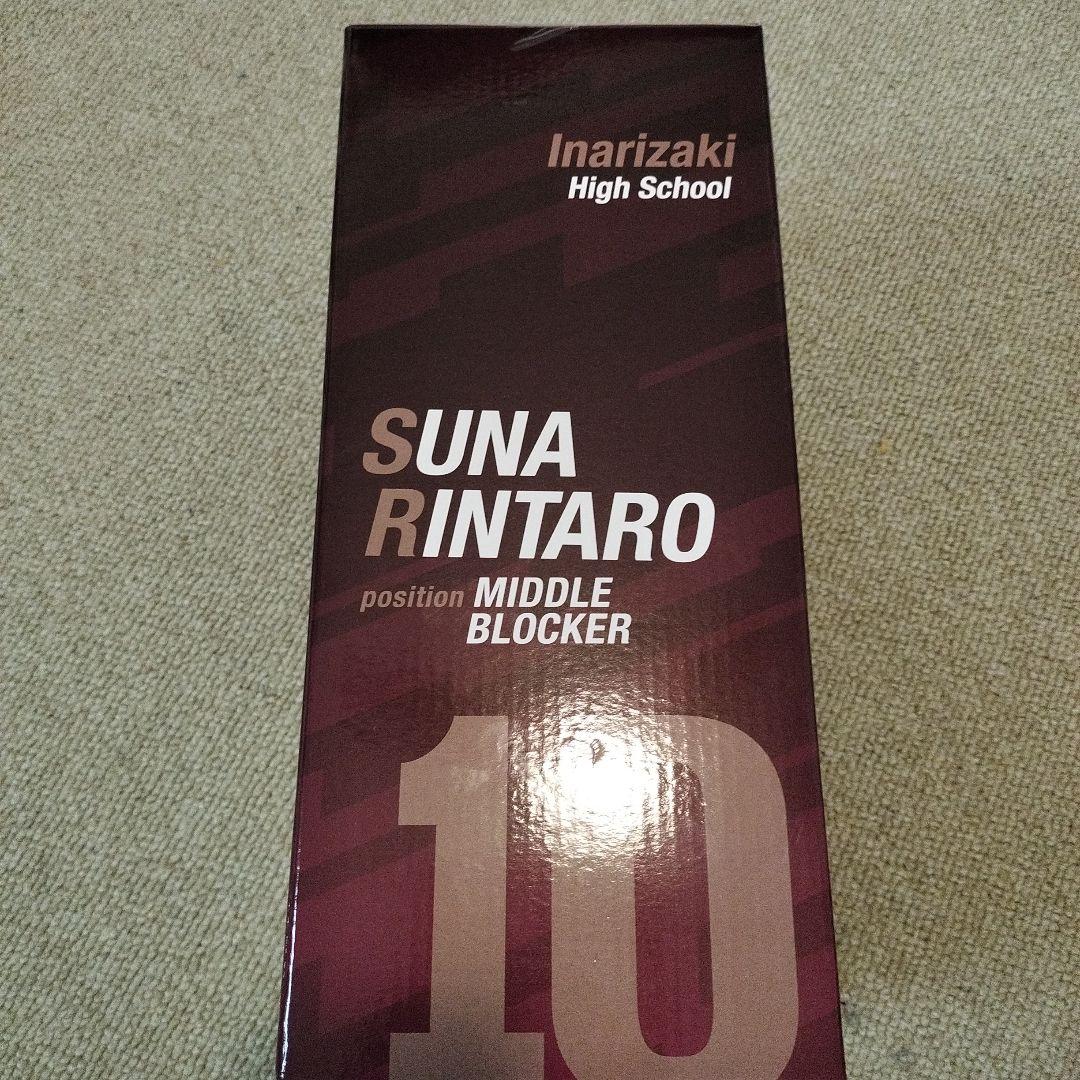 Inarizaki
High School
SUNA
RINTARO
position MIDDLE
BLOCKER
10